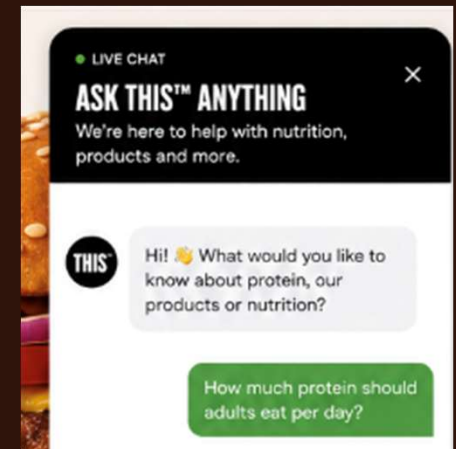 LIVE CHAT
ASK THIS™ ANYTHING
We're here to help with nutrition,
products and more.
THIS™
Hi! 👋 What would you like to
know about protein, our
products or nutrition?
How much protein should
adults eat per day?